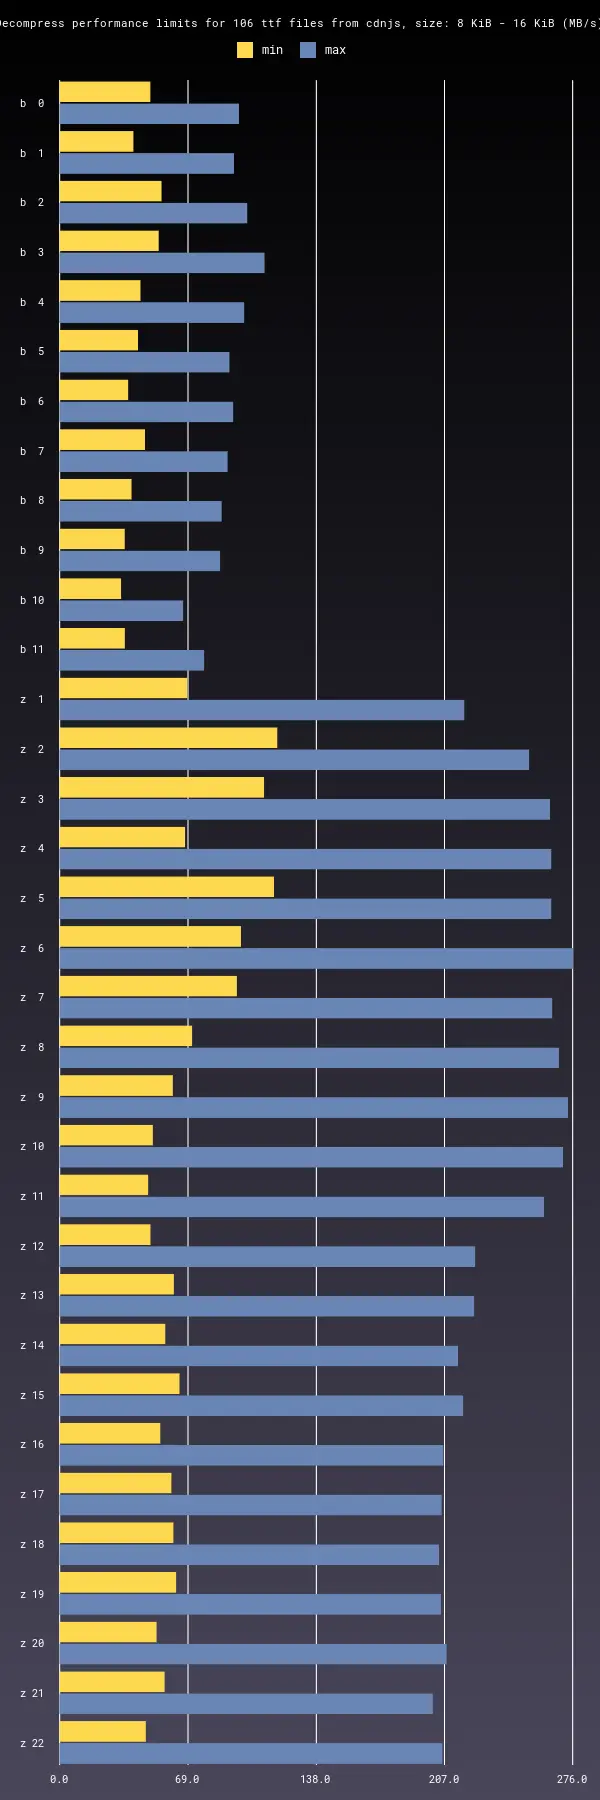 Decompress performance limits for 106 ttf files from cdnjs, size: 8 KiB - 16 KiB (MB/s)
min max
b 0
b 1
b 2
b 3
b 4
b 5
b 6
b 7
b 8
b 9
b 10
b 11
z 1
z 2
z 3
z 4
z 5
z 6
z 7
z 8
z 9
z 10
z 11
z 12
z 13
z 14
z 15
z 16
z 17
z 18
z 19
z 20
z 21
z 22
0.0 69.0 138.0 207.0 276.0